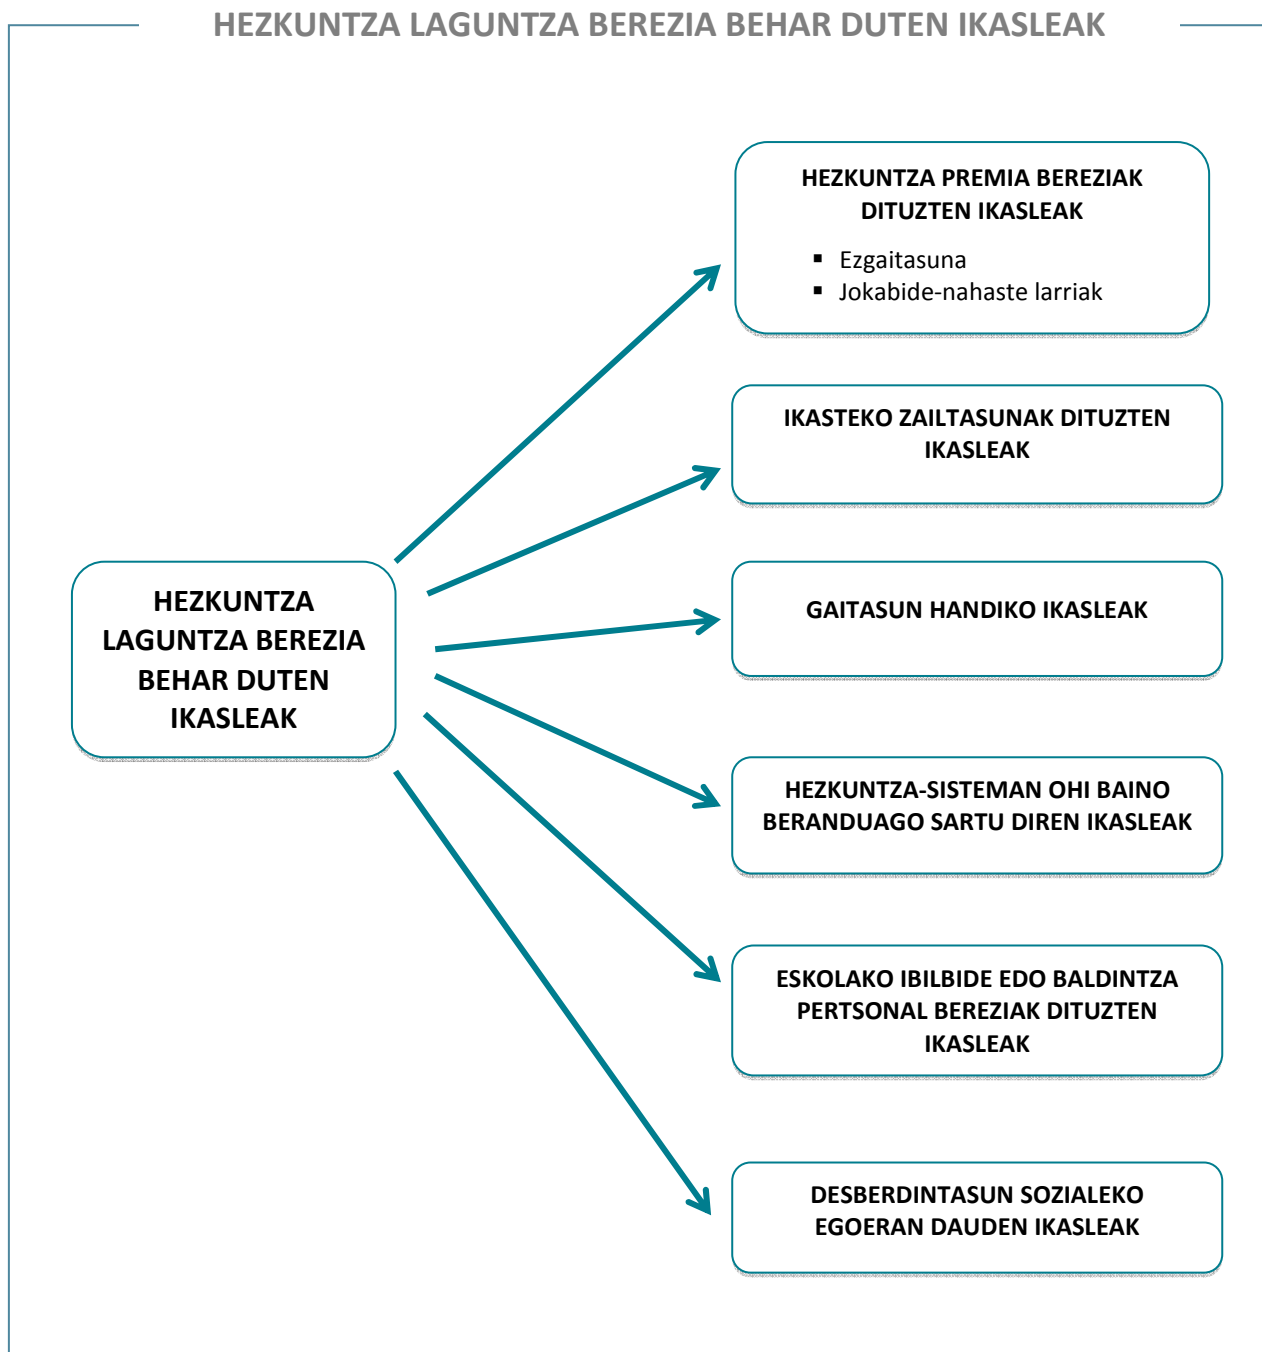 HEZKUNTZA LAGUNTZA BEREZIA BEHAR DUTEN IKASLEAK
HEZKUNTZA PREMIA BEREZIAK
DITUZTEN IKASLEAK
▪ Ezgaitasuna
▪ Jokabide-nahaste larriak
IKASTEKO ZAILTASUNAK DITUZTEN
IKASLEAK
GAITASUN HANDIKO IKASLEAK
HEZKUNTZA
LAGUNTZA BEREZIA
BEHAR DUTEN
IKASLEAK
HEZKUNTZA-SISTEMAN OHI BAINO
BERANDUAGO SARTU DIREN IKASLEAK
ESKOLAKO IBILBIDE EDO BALDINTZA
PERTSONAL BEREZIAK DITUZTEN
IKASLEAK
DESBERDINTASUN SOZIALEKO
EGOERAN DAUDEN IKASLEAK